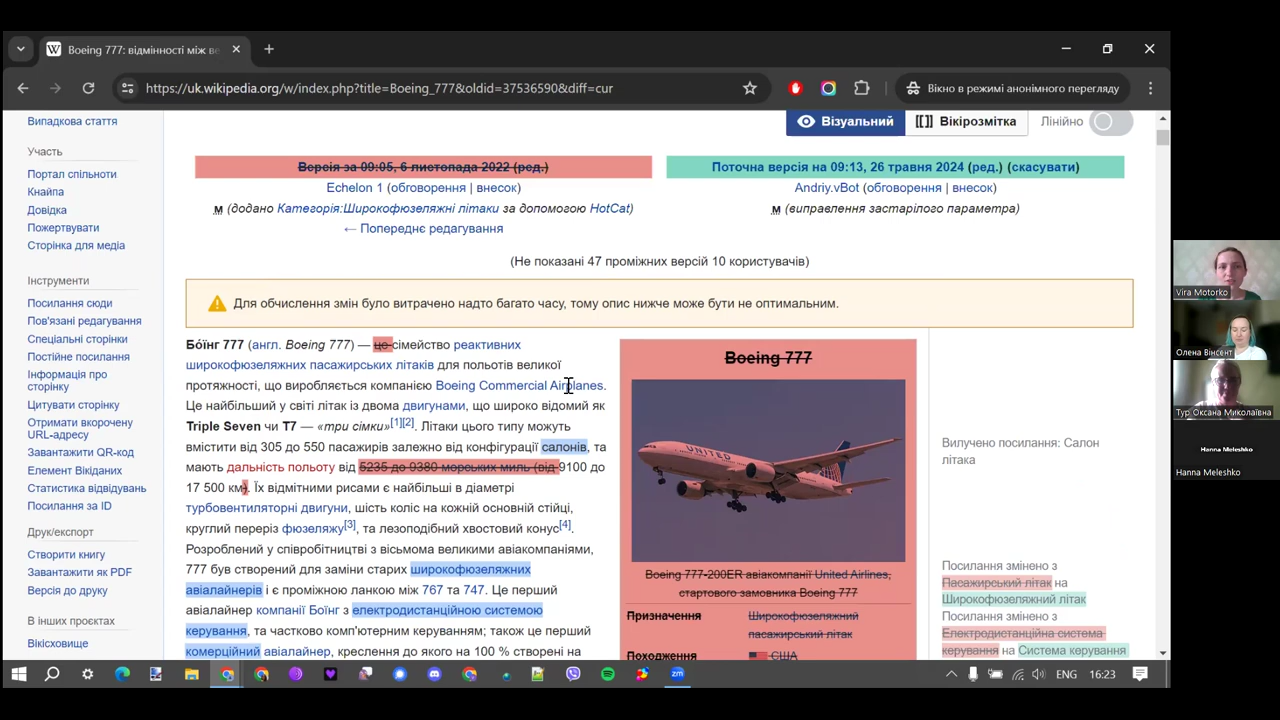 Boeing 777: відмінності між ве
https://uk.wikipedia.org/w/index.php?title=Boeing_777&oldid=37536590&diff=cur
Вікно в режимі анонімного перегляду
Випадкова стаття
Участь
Портал спільноти
Кнайпа
Довідка
Пожертвувати
Сторінка для медіа
Інструменти
Посилання сюди
Пов'язані редагування
Спеціальні сторінки
Постійне посилання
Інформація про
сторінку
Цитувати сторінку
Отримати вкорочену
URL-адресу
Завантажити QR-код
Елемент Вікіданих
Статистика відвідувань
Посилання за ID
Друк/експорт
Створити книгу
Завантажити як PDF
Версія до друку
В інших проєктах
Вікісховище
Візуальний
[[]] Вікірозмітка
Лінійно
Версія за 09:05, 6 листопада 2022 (ред.)
Echelon 1 (обговорення | внесок)
м (додано Категорія:Широкофюзеляжні літаки за допомогою HotCat)
← Попереднє редагування
Поточна версія на 09:13, 26 травня 2024 (ред.) (скасувати)
Andriy.vBot (обговорення | внесок)
м (виправлення застарілого параметра)
(Не показані 47 проміжних версій 10 користувачів)
Для обчислення змін було витрачено надто багато часу, тому опис нижче може бути не оптимальним.
Бо́їнг 777 (англ. Boeing 777) — це сімейство реактивних
широкофюзеляжних пасажирських літаків для польотів великої
протяжності, що виробляється компанією Boeing Commercial Airplanes.
Це найбільший у світі літак із двома двигунами, що широко відомий як
Triple Seven чи T7 — «три сімки»[1][2]. Літаки цього типу можуть
вмістити від 305 до 550 пасажирів залежно від конфігурації салонів, та
мають дальність польоту від 5235 до 9380 морських миль (від 9100 до
17 500 км). Їх відмітними рисами є найбільші в діаметрі
турбовентиляторні двигуни, шість коліс на кожній основній стійці,
круглий переріз фюзеляжу[3], та лезоподібний хвостовий конус[4].
Розроблений у співробітництві з вісьмома великими авіакомпаніями,
777 був створений для заміни старих широкофюзеляжних
авіалайнерів і є проміжною ланкою між 767 та 747. Це перший
авіалайнер компанії Боїнг з електродистанційною системою
керування, та частково комп'ютерним керуванням; також це перший
комерційний авіалайнер, креслення до якого на 100 % створені на
Boeing 777
UNITED
Boeing 777-200ER авіакомпанії United Airlines,
стартового замовника Boeing 777
Призначення
Широкофюзеляжний
пасажирський літак
Походження
США
Вилучено посилання: Салон
літака
Посилання змінено з
Пасажирський літак на
Широкофюзеляжний літак
Посилання змінено з
Електродистанційна система
керування на Система керування
Vira Motorko
Олена Вінсент
Тур Оксана Миколаївна
Hanna Meleshko
Hanna Meleshko
zm
ENG
16:23